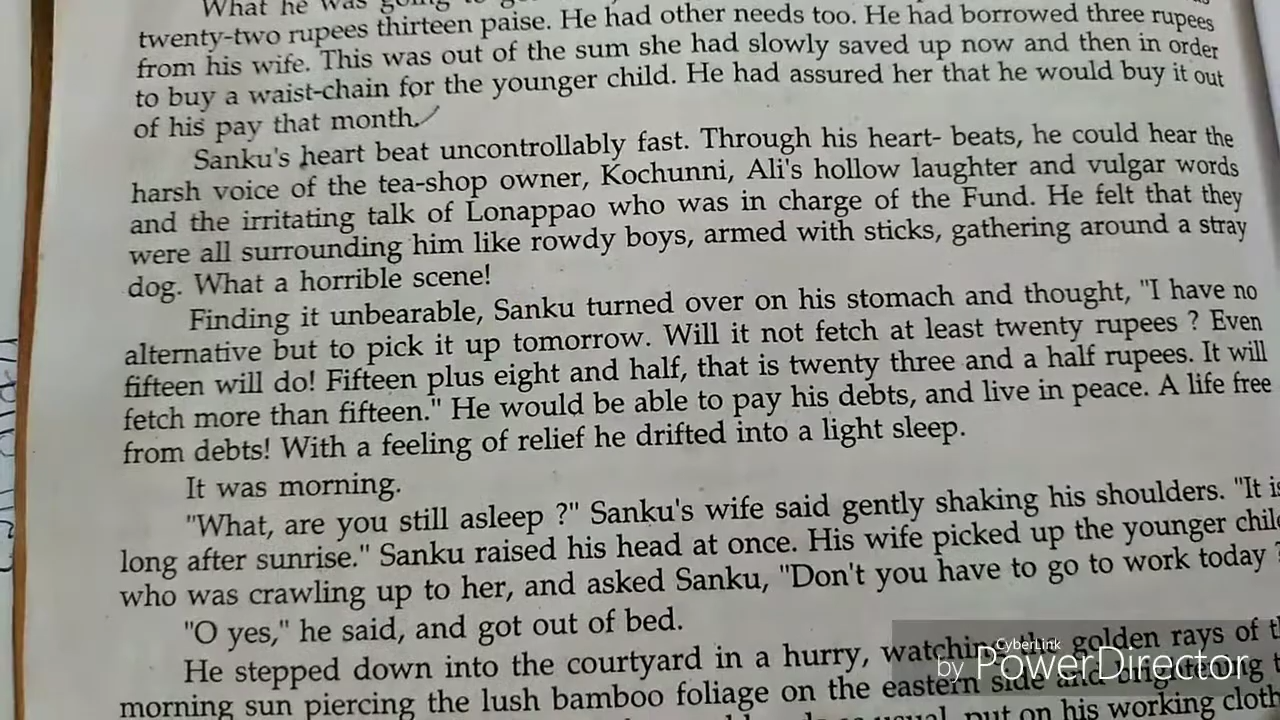 What he was going to
twenty-two rupees thirteen paise. He had other needs too. He had borrowed three rupees
from his wife. This was out of the sum she had slowly saved up now and then in order
to buy a waist-chain for the younger child. He had assured her that he would buy it out
of his pay that month.
Sanku's heart beat uncontrollably fast. Through his heart- beats, he could hear the
harsh voice of the tea-shop owner, Kochunni, Ali's hollow laughter and vulgar words
and the irritating talk of Lonappao who was in charge of the Fund. He felt that they
were all surrounding him like rowdy boys, armed with sticks, gathering around a stray
dog. What a horrible scene!
Finding it unbearable, Sanku turned over on his stomach and thought, "I have no
alternative but to pick it up tomorrow. Will it not fetch at least twenty rupees ? Even
fifteen will do! Fifteen plus eight and half, that is twenty three and a half rupees. It will
fetch more than fifteen." He would be able to pay his debts, and live in peace. A life free
from debts! With a feeling of relief he drifted into a light sleep.
It was morning.
"What, are you still asleep ?" Sanku's wife said gently shaking his shoulders. "It is
long after sunrise." Sanku raised his head at once. His wife picked up the younger child
who was crawling up to her, and asked Sanku, "Don't you have to go to work today ?
"O yes," he said, and got out of bed.
He stepped down into the courtyard in a hurry, watching the golden rays of
morning sun piercing the lush bamboo foliage on the eastern side and brightening
usual, put on his working
by CyberLink PowerDirector